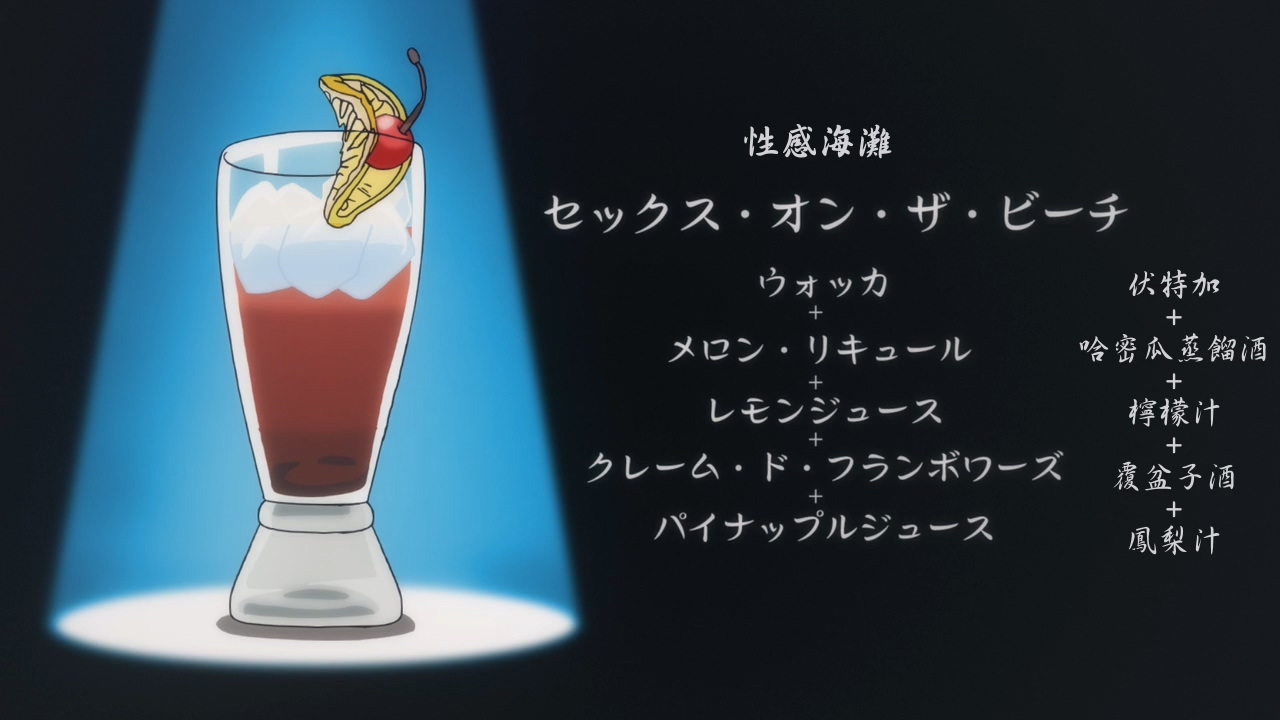 性感海灘
セックス・オン・ザ・ビーチ
ウォッカ
+
メロン・リキュール
+
レモンジュース
+
クレーム・ド・フランボワーズ
+
パイナップルジュース
伏特加
+
哈密瓜蒸餾酒
+
檸檬汁
+
覆盆子酒
+
鳳梨汁